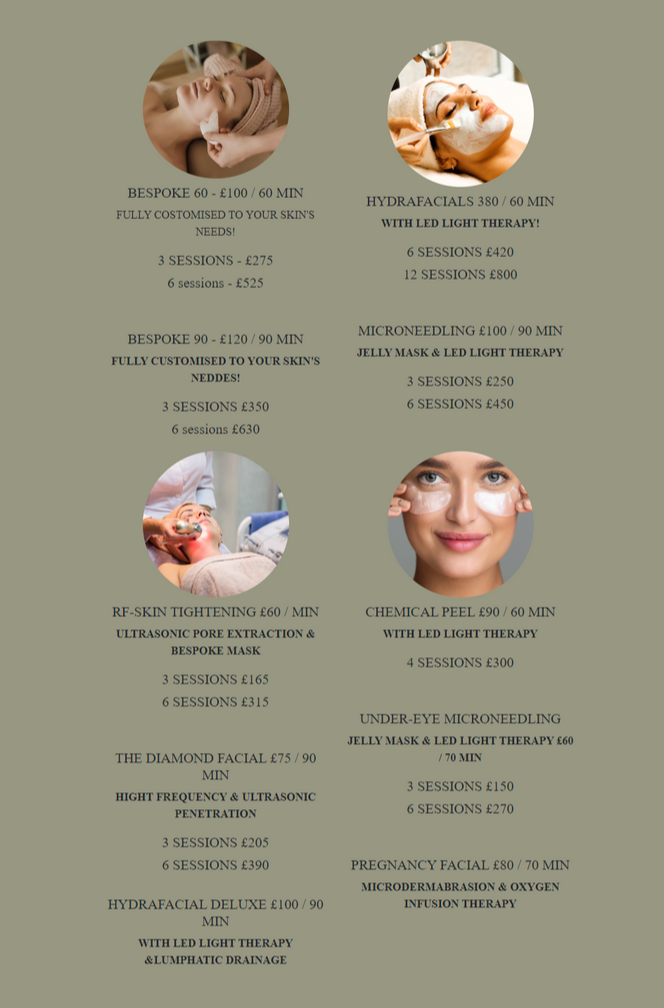 BESPOKE 60 - £100 / 60 MIN
FULLY COSTOMISED TO YOUR SKIN'S
NEEDS!
3 SESSIONS - £275
6 sessions - £525
BESPOKE 90 - £120 / 90 MIN
FULLY CUSTOMISED TO YOUR SKIN'S
NEDDES!
3 SESSIONS £350
6 sessions £630
HYDRAFACIALS 380 / 60 MIN
WITH LED LIGHT THERAPY!
6 SESSIONS £420
12 SESSIONS £800
MICRONEEDLING £100 / 90 MIN
JELLY MASK & LED LIGHT THERAPY
3 SESSIONS £250
6 SESSIONS £450
RF-SKIN TIGHTENING £60 / MIN
ULTRASONIC PORE EXTRACTION &
BESPOKE MASK
3 SESSIONS £165
6 SESSIONS £315
THE DIAMOND FACIAL £75 / 90
MIN
HIGHT FREQUENCY & ULTRASONIC
PENETRATION
3 SESSIONS £205
6 SESSIONS £390
HYDRAFACIAL DELUXE £100 / 90
MIN
WITH LED LIGHT THERAPY
&LUMPHATIC DRAINAGE
CHEMICAL PEEL £90 / 60 MIN
WITH LED LIGHT THERAPY
4 SESSIONS £300
UNDER-EYE MICRONEEDLING
JELLY MASK & LED LIGHT THERAPY £60
/ 70 MIN
3 SESSIONS £150
6 SESSIONS £270
PREGNANCY FACIAL £80 / 70 MIN
MICRODERMABRASION & OXYGEN
INFUSION THERAPY